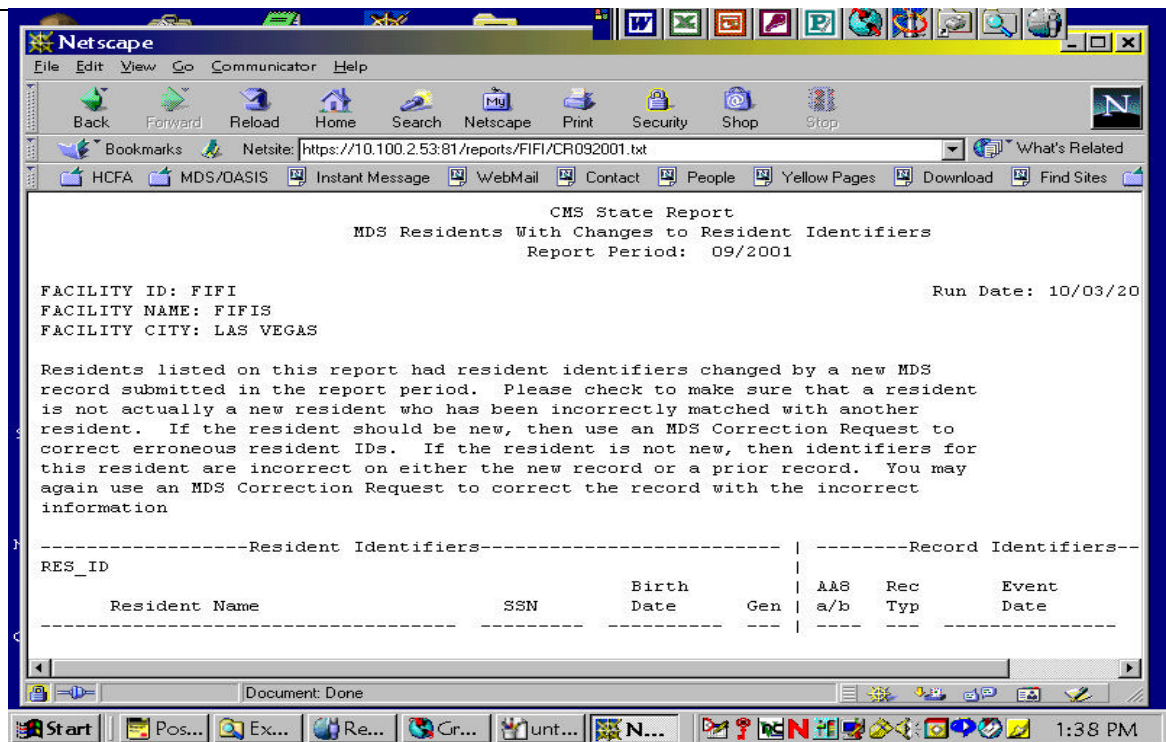 Netscape
File Edit View Go Communicator Help
My
N
Back Forward Reload Home Search Netscape Print Security Shop Stop
Bookmarks Netsite: https://10.100.2.53:81/reports/FIFI/CR092001.txt What's Related
HCFA MDS/OASIS Instant Message WebMail Contact People Yellow Pages Download Find Sites
CMS State Report
MDS Residents With Changes to Resident Identifiers
Report Period: 09/2001
FACILITY ID: FIFI Run Date: 10/03/20
FACILITY NAME: FIFIS
FACILITY CITY: LAS VEGAS
Residents listed on this report had resident identifiers changed by a new MDS
record submitted in the report period. Please check to make sure that a resident
is not actually a new resident who has been incorrectly matched with another
resident. If the resident should be new, then use an MDS Correction Request to
correct erroneous resident IDs. If the resident is not new, then identifiers for
this resident are incorrect on either the new record or a prior record. You may
again use an MDS Correction Request to correct the record with the incorrect
information
------------------Resident Identifiers-------------------------- | --------Record Identifiers--
RES_ID |
Birth | AA8 Rec Event
Resident Name SSN Date Gen | a/b Typ Date
------------------------------------ --------- ---------- --- | ---- --- ---------------
Document: Done
Start Pos... Ex... Re... Gr... unt... N... 1:38 PM